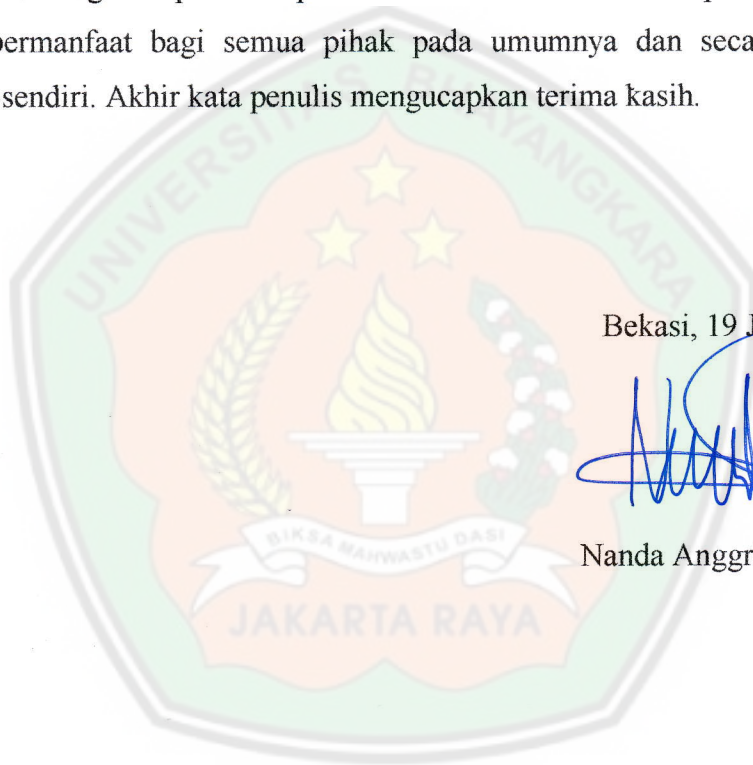 permanfaat bagi semua pihak pada umumnya dan seca
sendiri. Akhir kata penulis mengucapkan terima kasih.
UNIVERSITAS BHAYANGKARA
Bekasi, 19 J
BIKSA MAHWASTU DASI
Nanda Anggr
JAKARTA RAYA